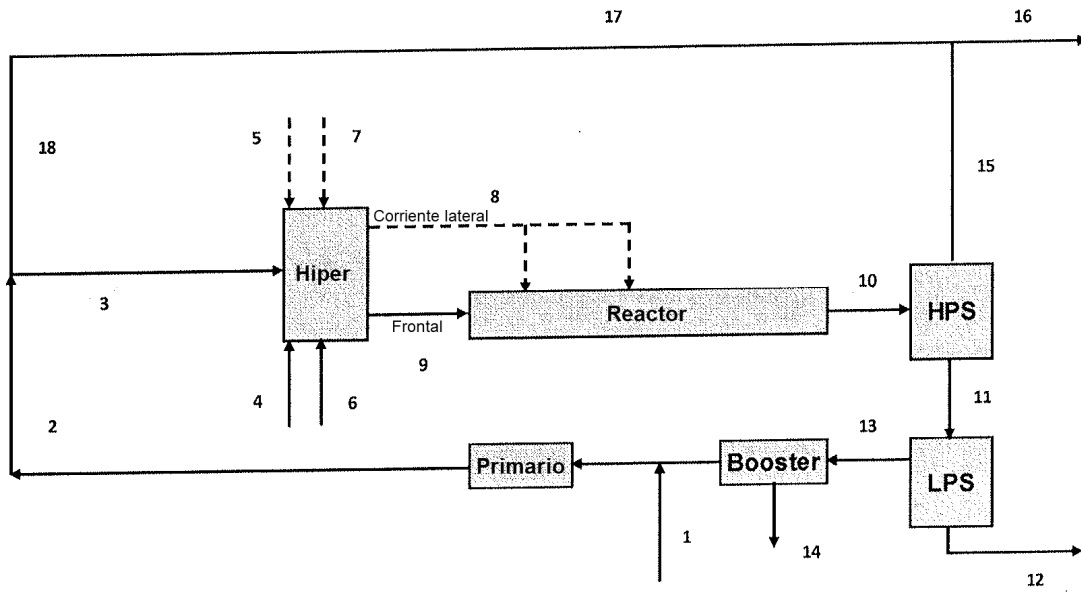 17
16
18
5
7
8
15
Corriente lateral
Hiper
3
10
HPS
Reactor
Frontal
9
4
6
11
2
13
Primario
Booster
LPS
1
14
12